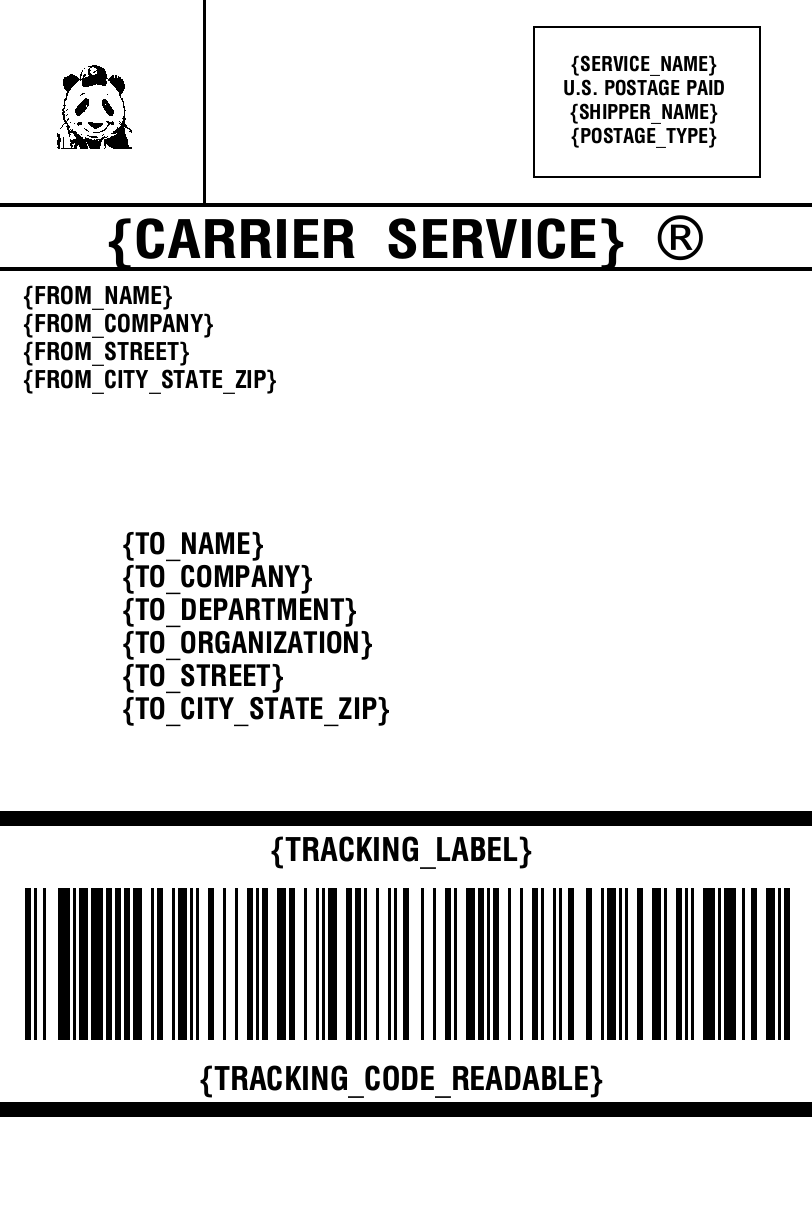 {SERVICE_NAME}
U.S. POSTAGE PAID
{SHIPPER_NAME}
{POSTAGE_TYPE}
{CARRIER SERVICE} ®
{FROM_NAME}
{FROM_COMPANY}
{FROM_STREET}
{FROM_CITY_STATE_ZIP}
{TO_NAME}
{TO_COMPANY}
{TO_DEPARTMENT}
{TO_ORGANIZATION}
{TO_STREET}
{TO_CITY_STATE_ZIP}
{TRACKING_LABEL}
{TRACKING_CODE_READABLE}